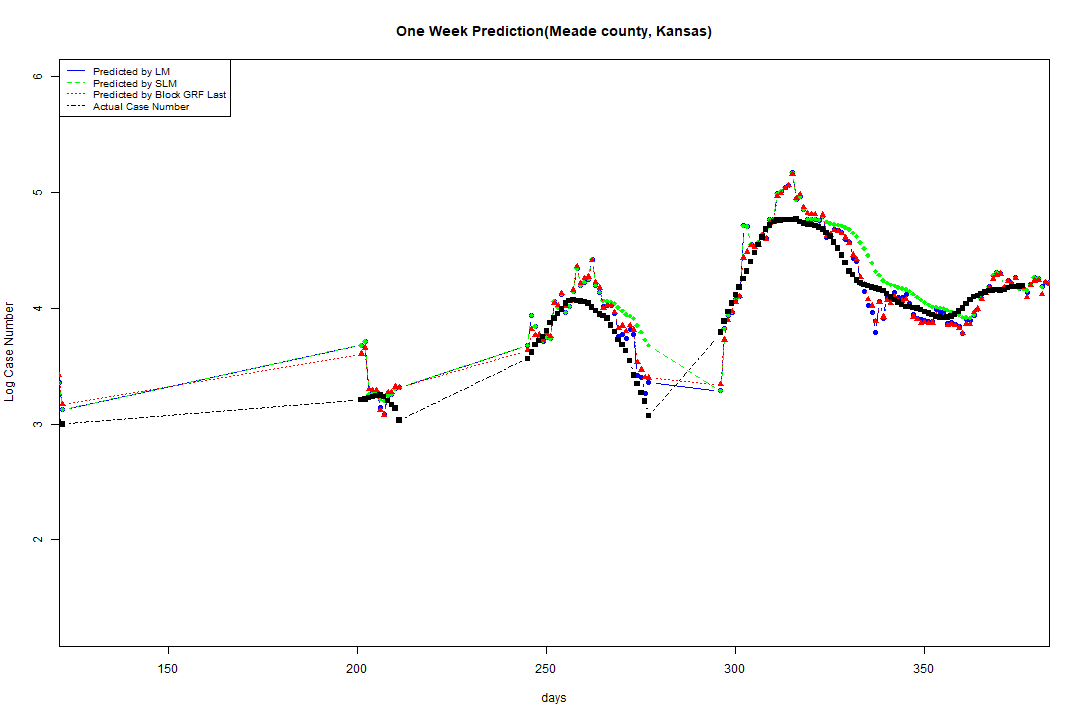 One Week Prediction(Meade county, Kansas)
Predicted by LM
Predicted by SLM
Predicted by Block GRF Last
Actual Case Number
6
5
4
3
2
Log Case Number
150 200 250 300 350
days